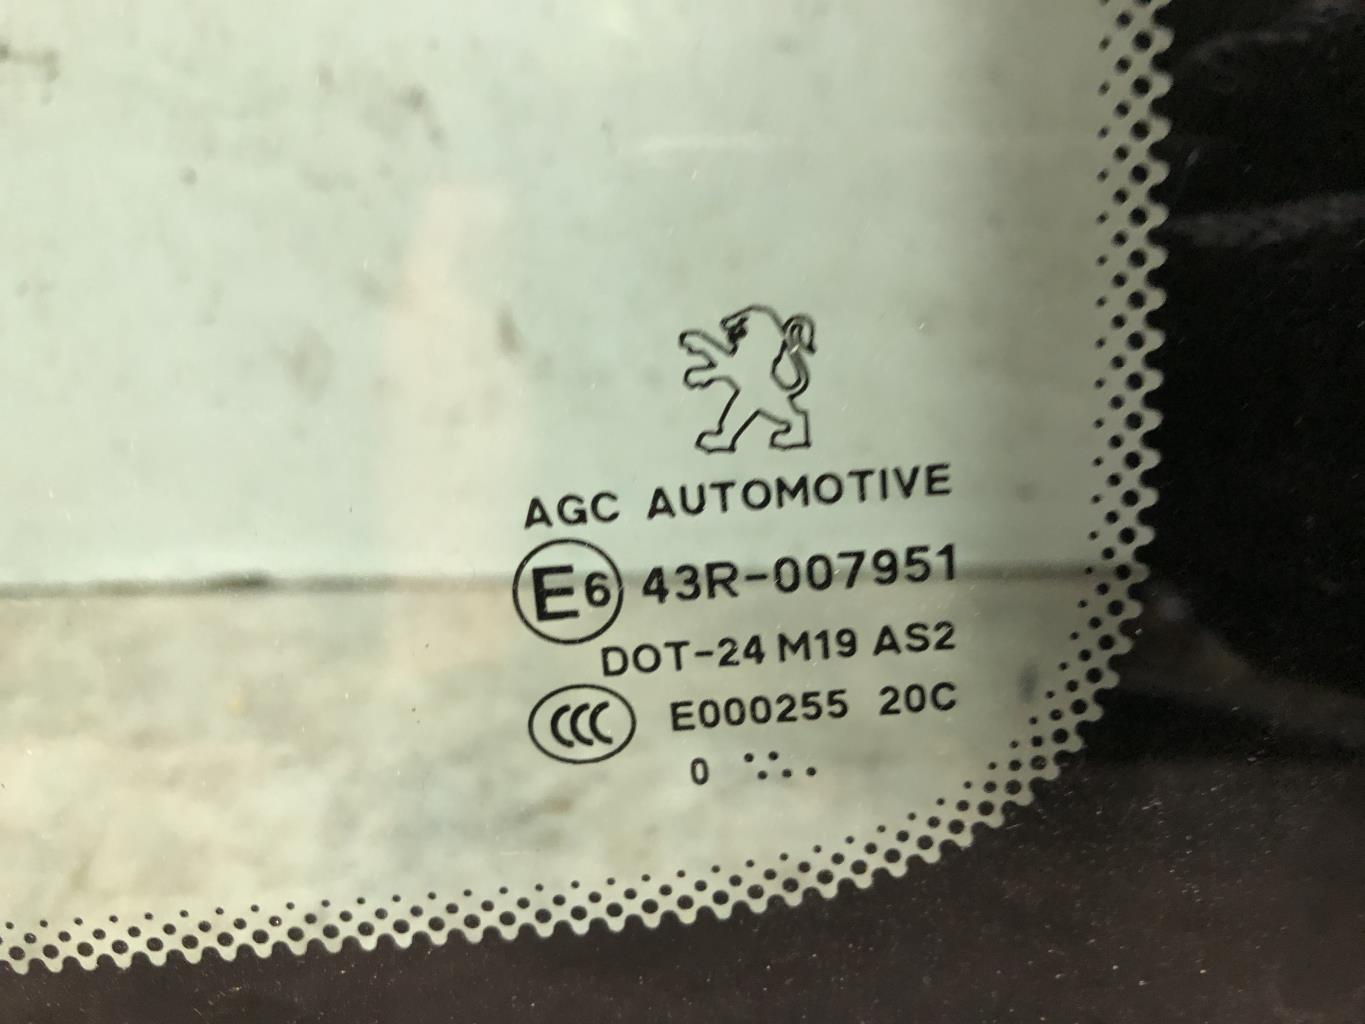 AGC AUTOMOTIVE
E6 43R-007951
DOT-24 M19 AS2
CCC E000255 20C
0